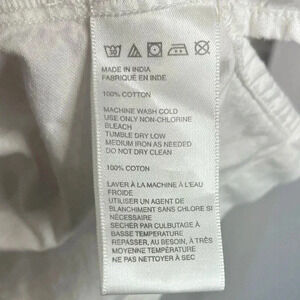 MADE IN INDIA
FABRIQUÉ EN INDE
100% COTTON
MACHINE WASH COLD
USE ONLY NON-CHLORINE
BLEACH
TUMBLE DRY LOW
MEDIUM IRON AS NEEDED
DO NOT DRY CLEAN
100% COTON
LAVER À LA MACHINE À L'EAU
FROIDE
UTILISER UN AGENT DE
BLANCHIMENT SANS CHLORE SI
NÉCESSAIRE
SECHER PAR CULBUTAGE À
BASSE TEMPERATURE
REPASSER, AU BESOIN, À TRÈS
MOYENNE TEMPÉRATURE
NE PAS NETTOYER À SEC